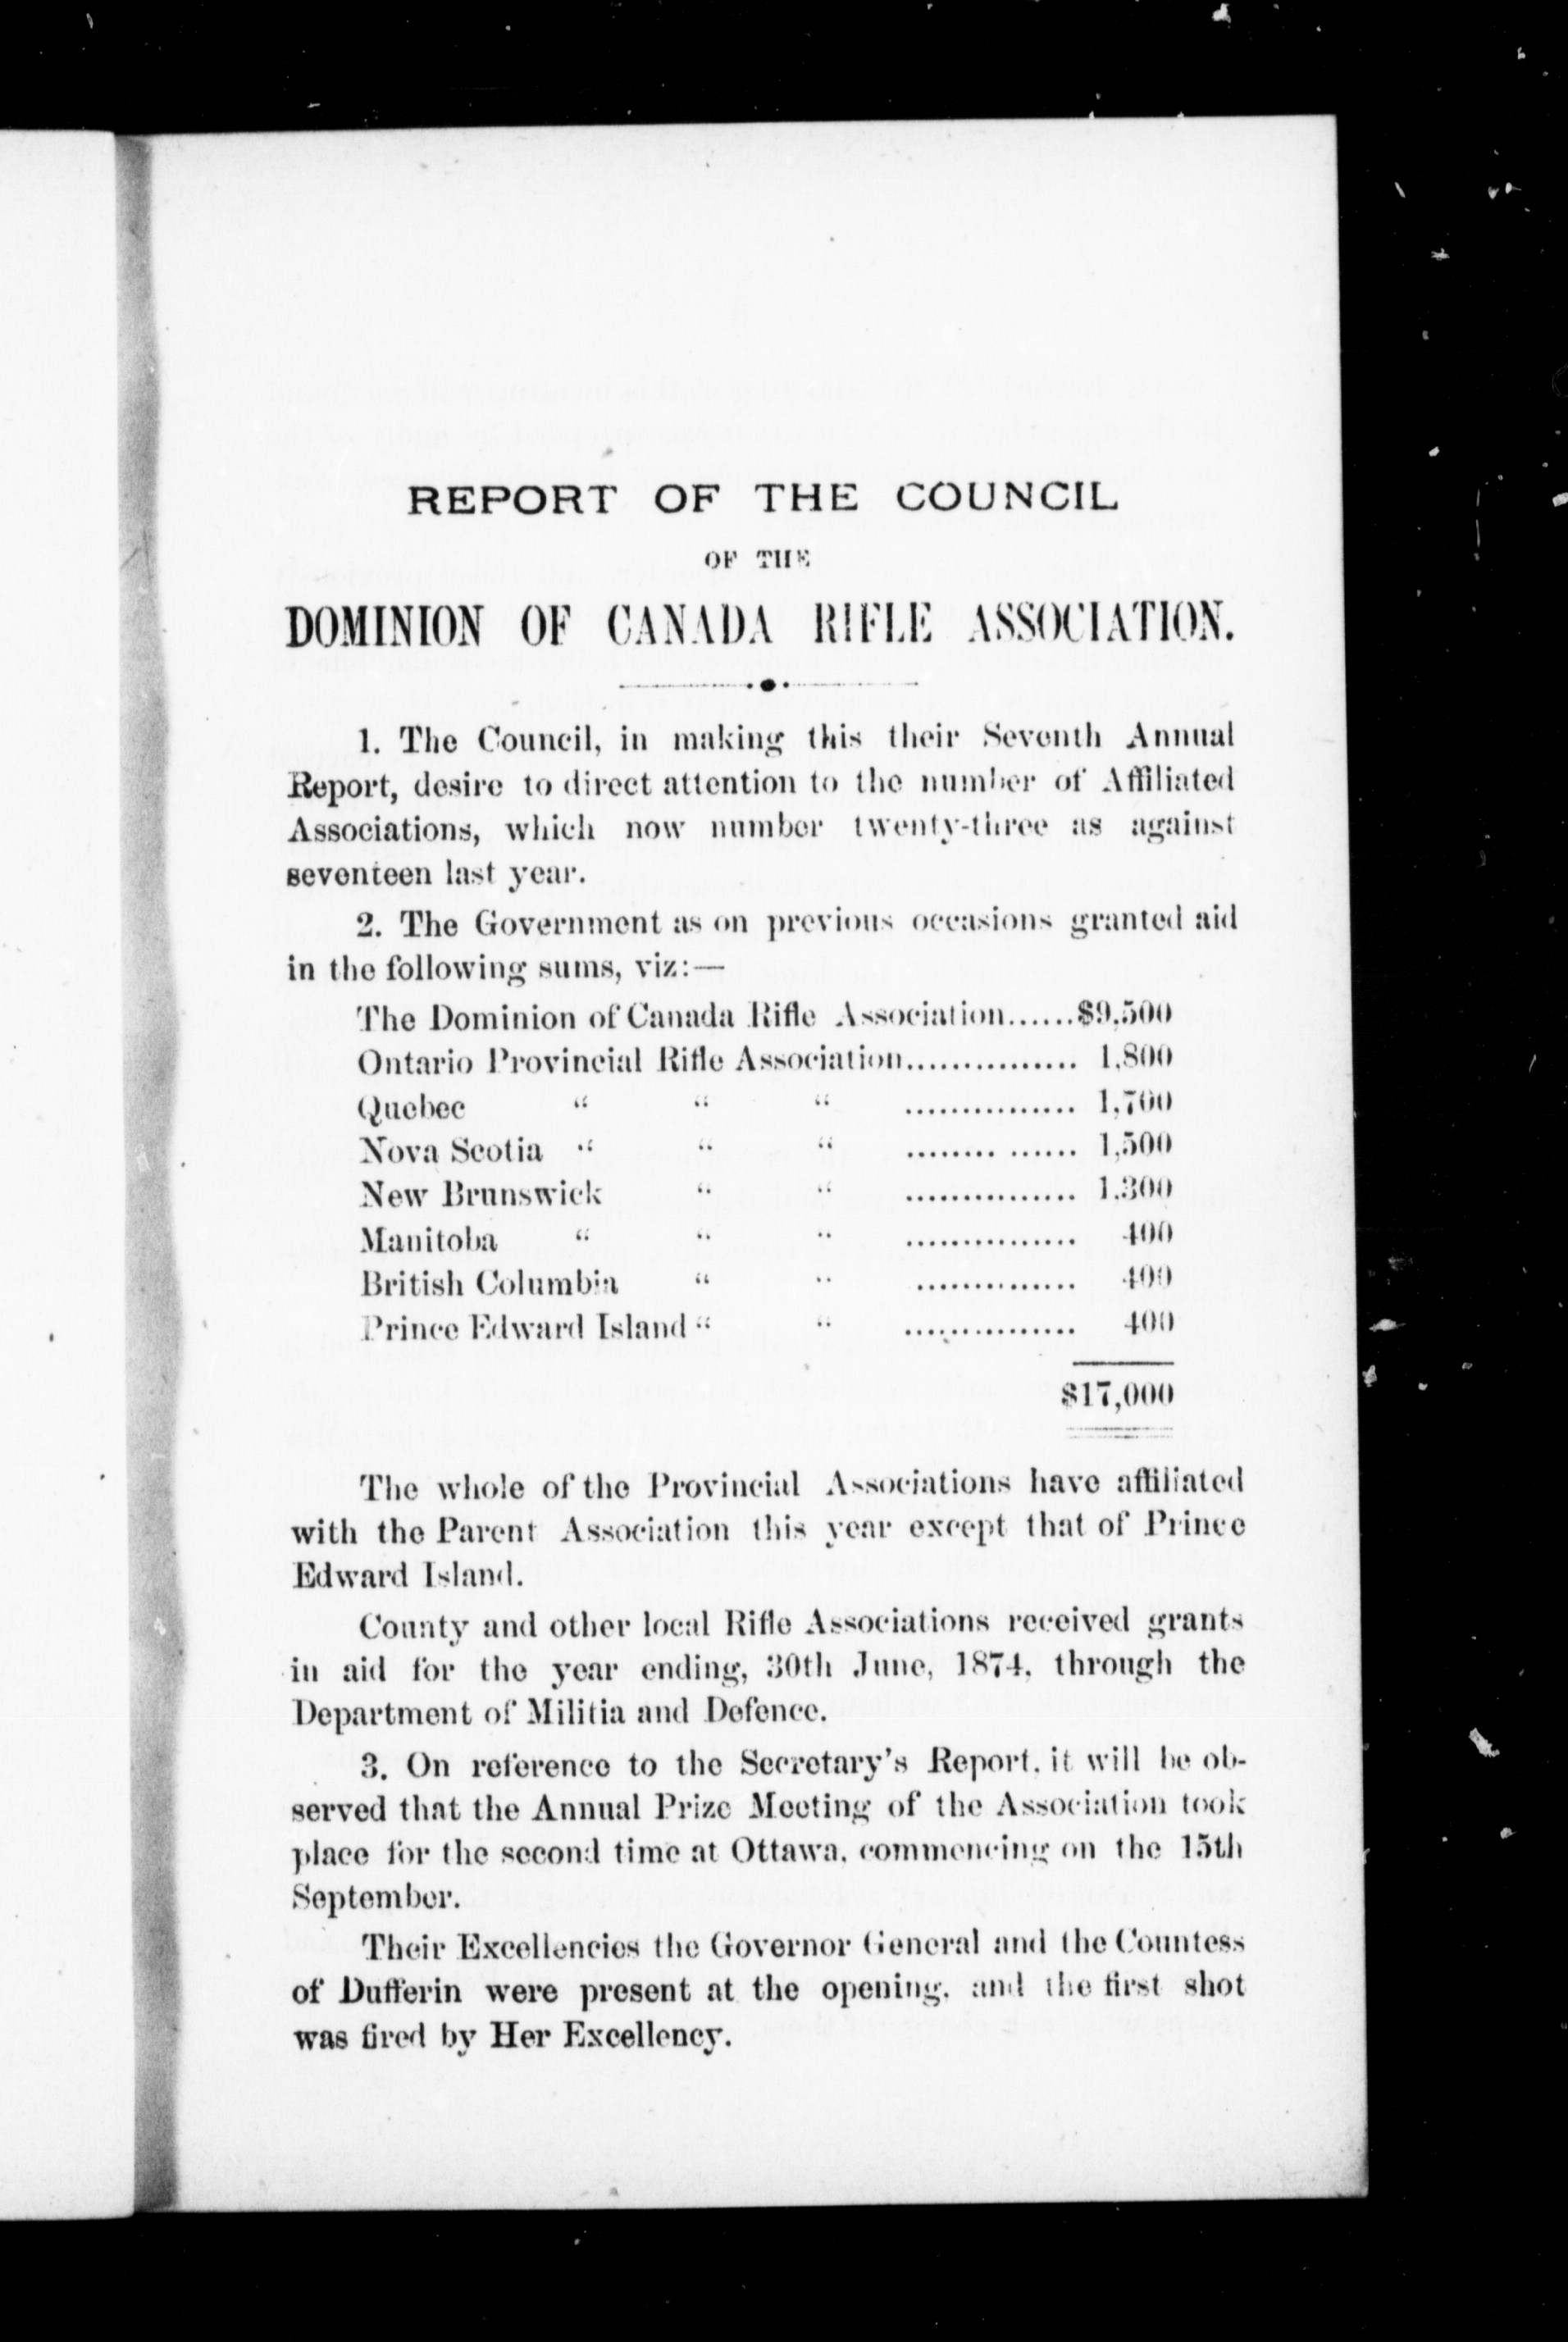 REPORT OF THE COUNCIL
OF THE
DOMINION OF CANADA RIFLE ASSOCIATION.
1. The Council, in making this their Seventh Annual
Report, desire to direct attention to the number of Affiliated
Associations, which now number twenty-three as against
seventeen last year.
2. The Government as on previous occasions granted aid
in the following sums, viz:—
The Dominion of Canada Rifle Association......$9,500
Ontario Provincial Rifle Association............... 1,800
Quebec " " " ............... 1,700
Nova Scotia " " " ........ ...... 1,500
New Brunswick " " ............... 1,300
Manitoba " " " ............... 400
British Columbia " " .............. 400
Prince Edward Island " " ............... 400
$17,000
The whole of the Provincial Associations have affiliated
with the Parent Association this year except that of Prince
Edward Island.
County and other local Rifle Associations received grants
in aid for the year ending, 30th June, 1874, through the
Department of Militia and Defence.
3. On reference to the Secretary's Report, it will be ob-
served that the Annual Prize Meeting of the Association took
place for the second time at Ottawa, commencing on the 15th
September.
Their Excellencies the Governor General and the Countess
of Dufferin were present at the opening, and the first shot
was fired by Her Excellency.